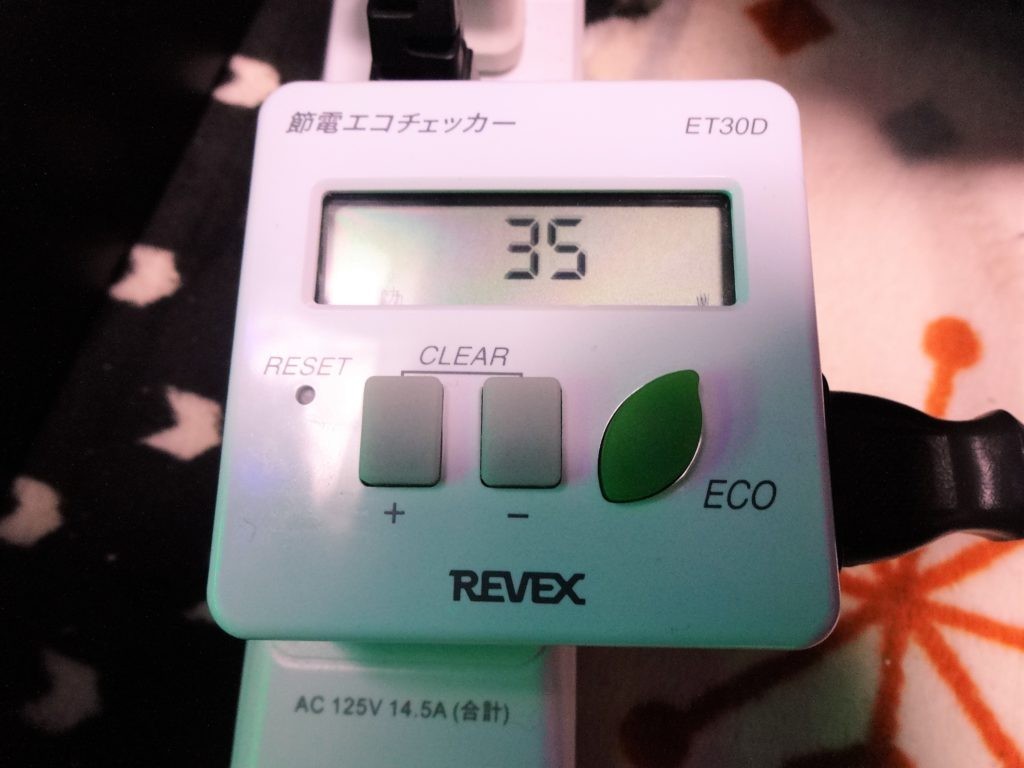 節電エコチェッカー ET30D
35
W
RESET CLEAR
+ −
ECO
REVEX
AC 125V 14.5A (合計)